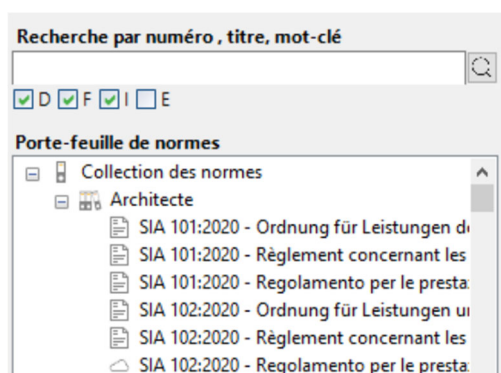 Recherche par numéro , titre, mot-clé
D F I E
Porte-feuille de normes
Collection des normes
Architecte
SIA 101:2020 - Ordnung für Leistungen
SIA 101:2020 - Règlement concernant les
SIA 101:2020 - Regolamento per le presta
SIA 102:2020 - Ordnung für Leistungen
SIA 102:2020 - Règlement concernant les
SIA 102:2020 - Regolamento per le presta